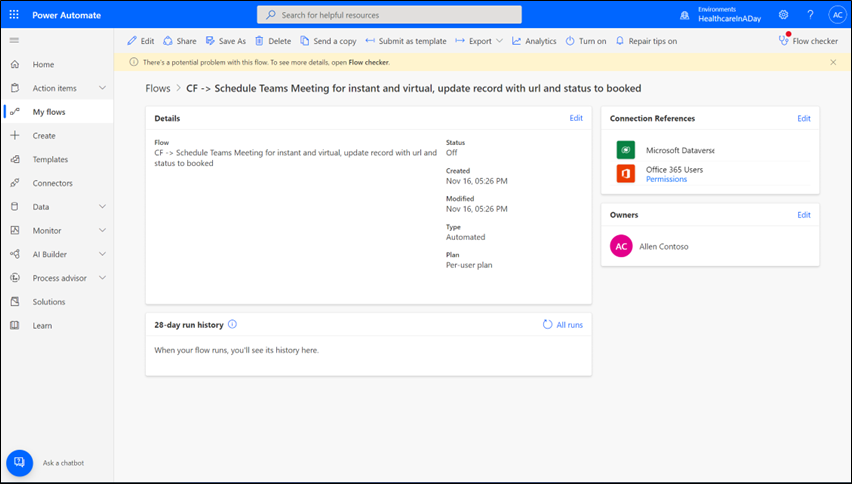 Power Automate
Search for helpful resources
Environments
HealthcareInADay
?
AC
Edit
Share
Save As
Delete
Send a copy
Submit as template
Export
Analytics
Turn on
Repair tips on
Flow checker
There's a potential problem with this flow. To see more details, open Flow checker.
Home
Action items
My flows
Create
Templates
Connectors
Data
Monitor
AI Builder
Process advisor
Solutions
Learn
Ask a chatbot
Flows > CF -> Schedule Teams Meeting for instant and virtual, update record with url and status to booked
Details
Edit
Flow
CF -> Schedule Teams Meeting for instant and virtual, update record with url and
status to booked
Status
Off
Created
Nov 16, 05:26 PM
Modified
Nov 16, 05:26 PM
Type
Automated
Plan
Per-user plan
28-day run history
All runs
When your flow runs, you'll see its history here.
Connection References
Edit
Microsoft Dataverse
Office 365 Users
Permissions
Owners
Edit
AC
Allen Contoso